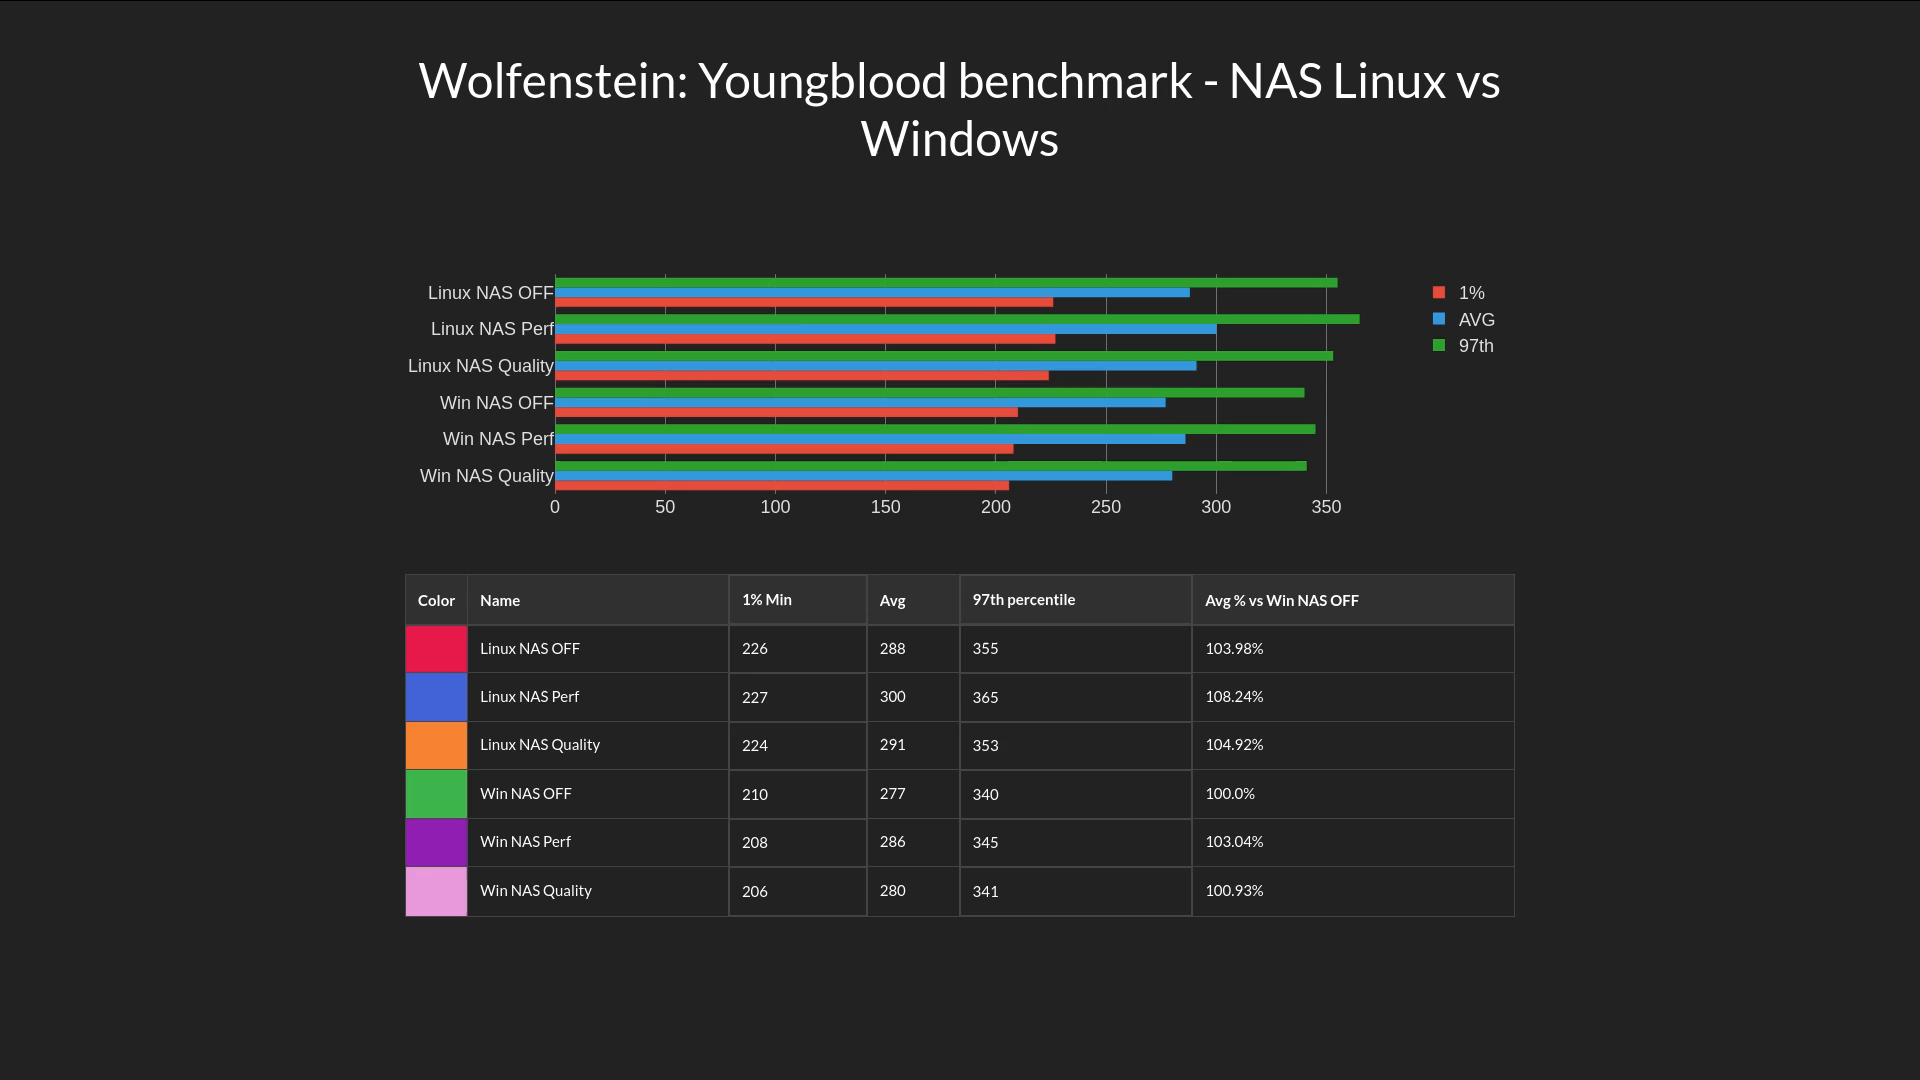 Wolfenstein: Youngblood benchmark - NAS Linux vs
Windows
Linux NAS OFF
Linux NAS Perf
Linux NAS Quality
Win NAS OFF
Win NAS Perf
Win NAS Quality
0 50 100 150 200 250 300 350
1%
AVG
97th
Color Name 1% Min Avg 97th percentile Avg % vs Win NAS OFF
Linux NAS OFF 226 288 355 103.98%
Linux NAS Perf 227 300 365 108.24%
Linux NAS Quality 224 291 353 104.92%
Win NAS OFF 210 277 340 100.0%
Win NAS Perf 208 286 345 103.04%
Win NAS Quality 206 280 341 100.93%